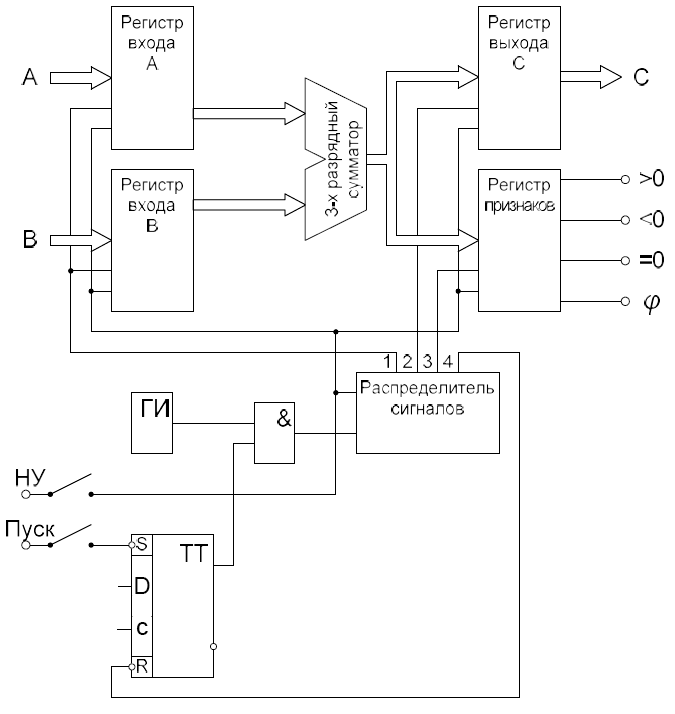 Регистр
входа
А
Регистр
выхода
С
А
С
3-х разрядный
сумматор
Регистр
входа
В
Регистр
признаков
>0
<0
В
=0
φ
1 2 3 4
Распределитель
сигналов
ГИ
&
НУ
Пуск
S
TT
D
c
R